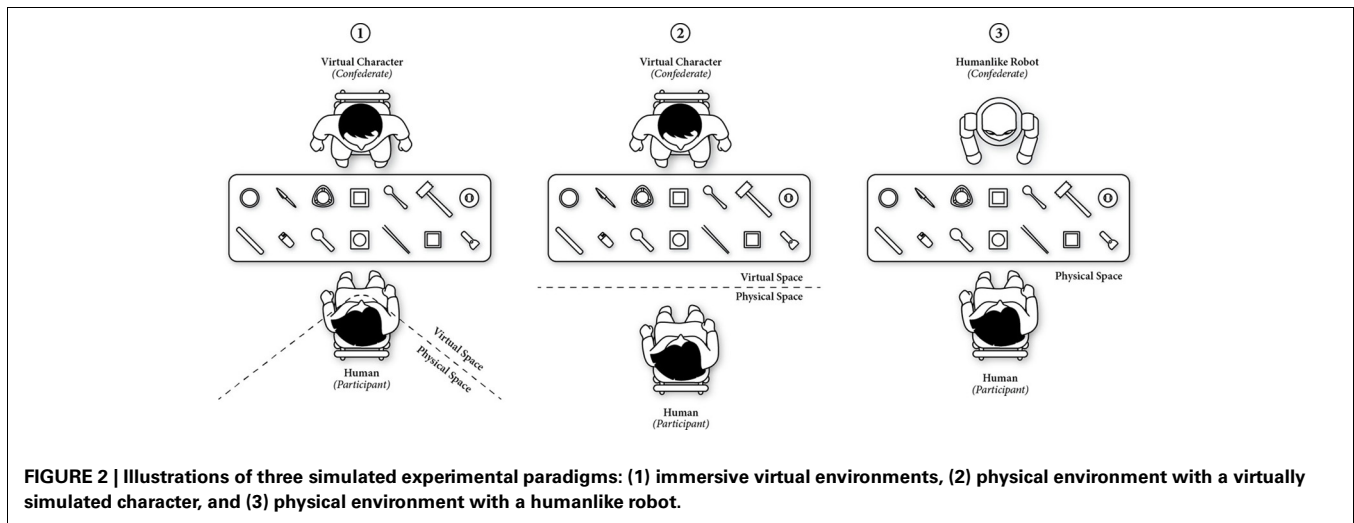 1
Virtual Character
(Confederate)
Virtual Space
Physical Space
Human
(Participant)
2
Virtual Character
(Confederate)
Virtual Space
Physical Space
Human
(Participant)
3
Humanlike Robot
(Confederate)
Physical Space
Human
(Participant)
FIGURE 2 | Illustrations of three simulated experimental paradigms: (1) immersive virtual environments, (2) physical environment with a virtually
simulated character, and (3) physical environment with a humanlike robot.